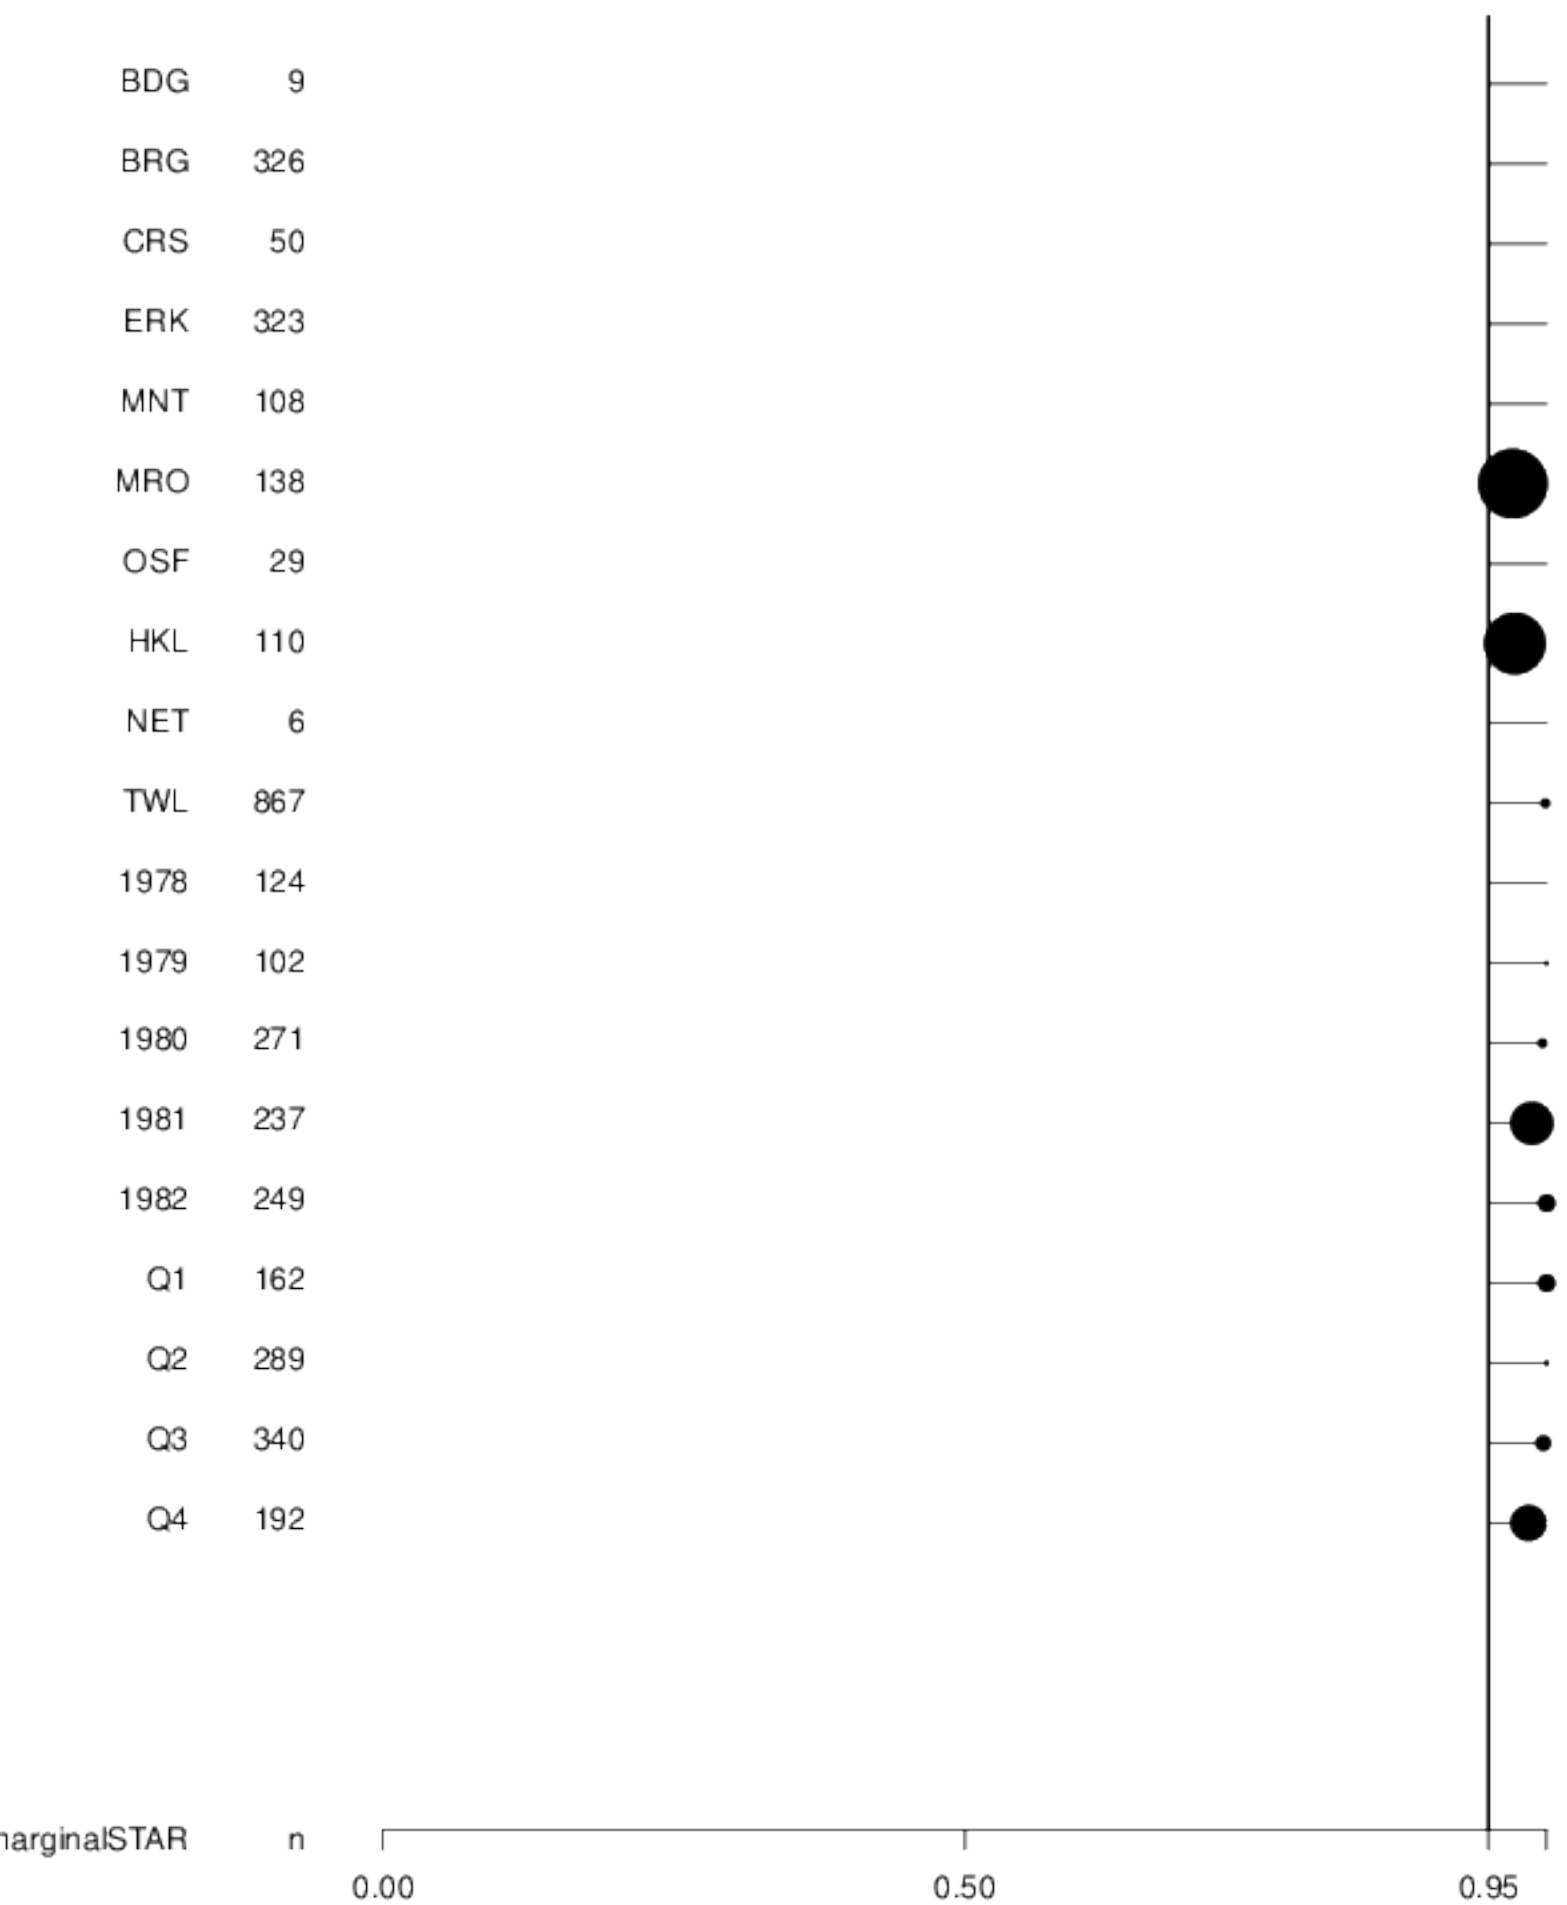 BDG 9
BRG 326
CRS 50
ERK 323
MNT 108
MRO 138
OSF 29
HKL 110
NET 6
TWL 867
1978 124
1979 102
1980 271
1981 237
1982 249
Q1 162
Q2 289
Q3 340
Q4 192
arginalSTAR n
0.00 0.50 0.95